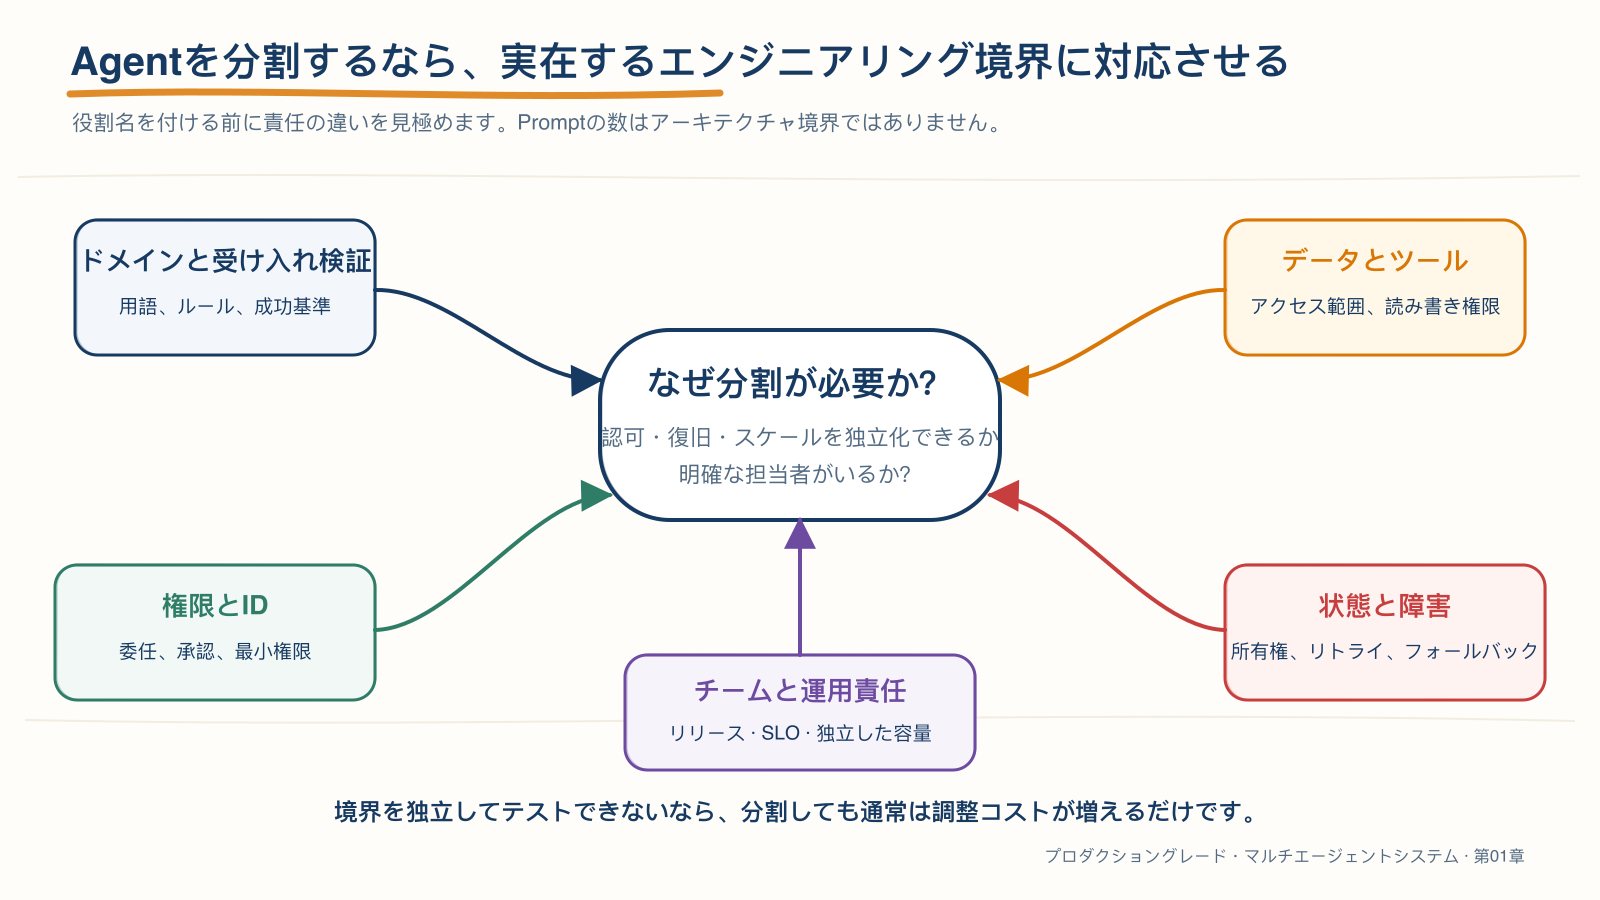 Agentを分割するなら、実在するエンジニアリング境界に対応させる
役割名を付ける前に責任の違いを見極めます。Promptの数はアーキテクチャ境界ではありません。
ドメインと受け入れ検証
用語、ルール、成功基準
データとツール
アクセス範囲、読み書き権限
なぜ分割が必要か?
認可・復旧・スケールを独立化できるか
明確な担当者がいるか?
権限とID
委任、承認、最小権限
状態と障害
所有権、リトライ、フォールバック
チームと運用責任
リリース・SLO・独立した容量
境界を独立してテストできないなら、分割しても通常は調整コストが増えるだけです。
プロダクショングレード・マルチエージェントシステム・第01章